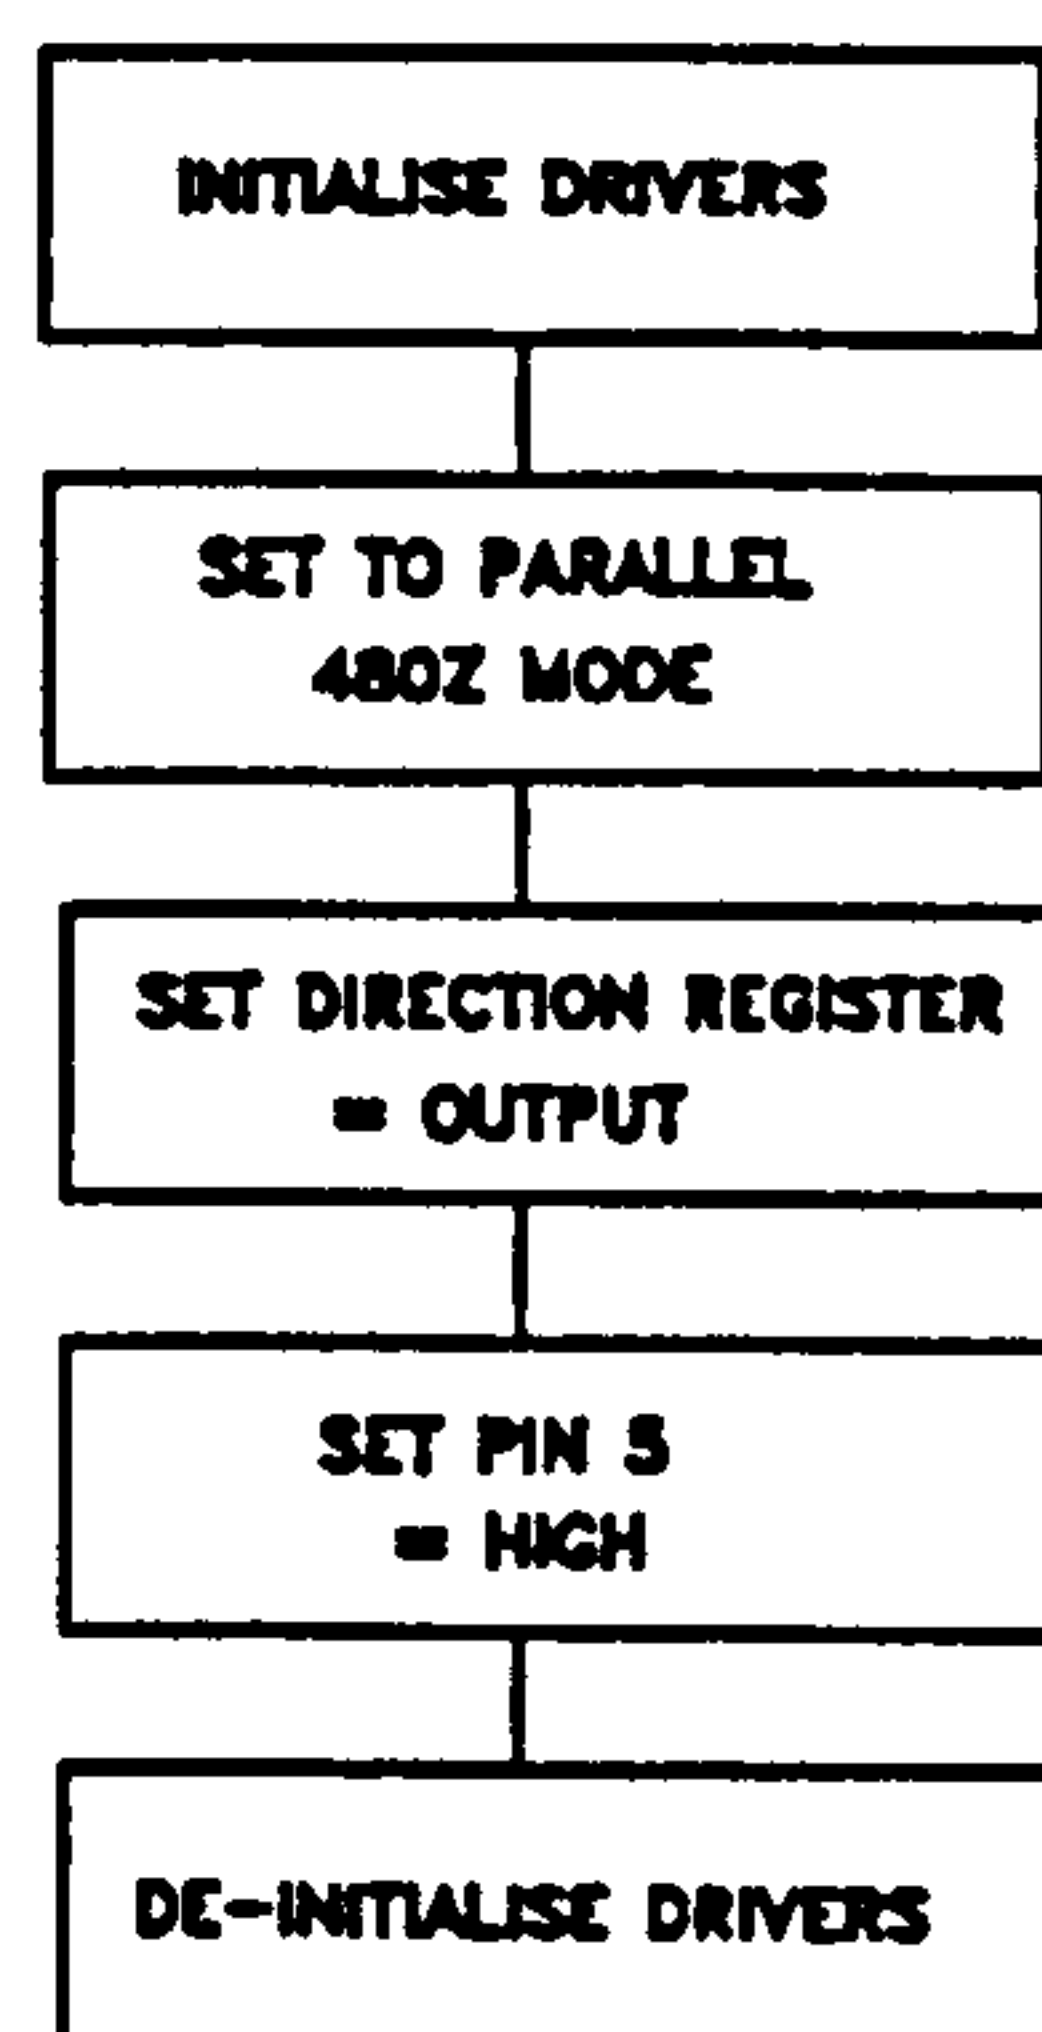 INITIALISE DRIVERS
SET TO PARALLEL
480Z MODE
SET DIRECTION REGISTER
= OUTPUT
SET PIN 5
= HIGH
DE-INITIALISE DRIVERS